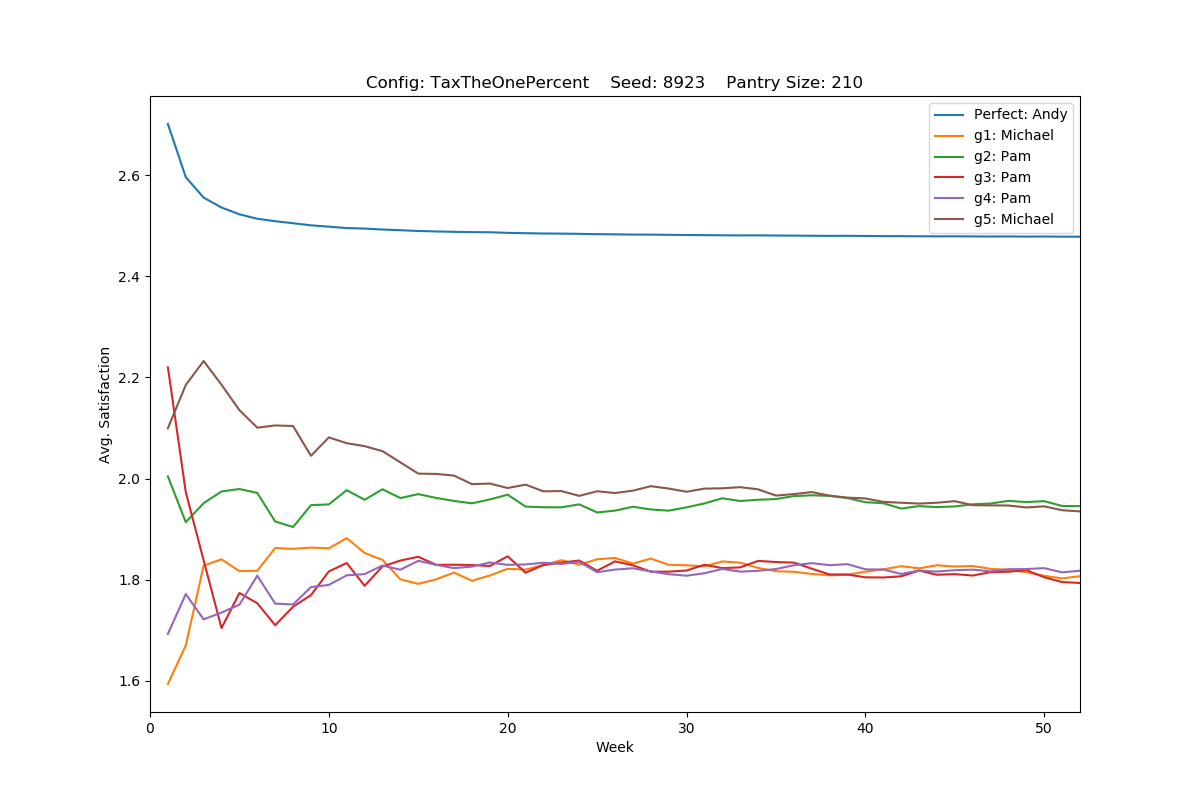 Config: TaxTheOnePercent    Seed: 8923    Pantry Size: 210
Perfect: Andy
g1: Michael
g2: Pam
g3: Pam
g4: Pam
g5: Michael
Avg. Satisfaction
2.6
2.4
2.2
2.0
1.8
1.6
0 10 20 30 40 50
Week